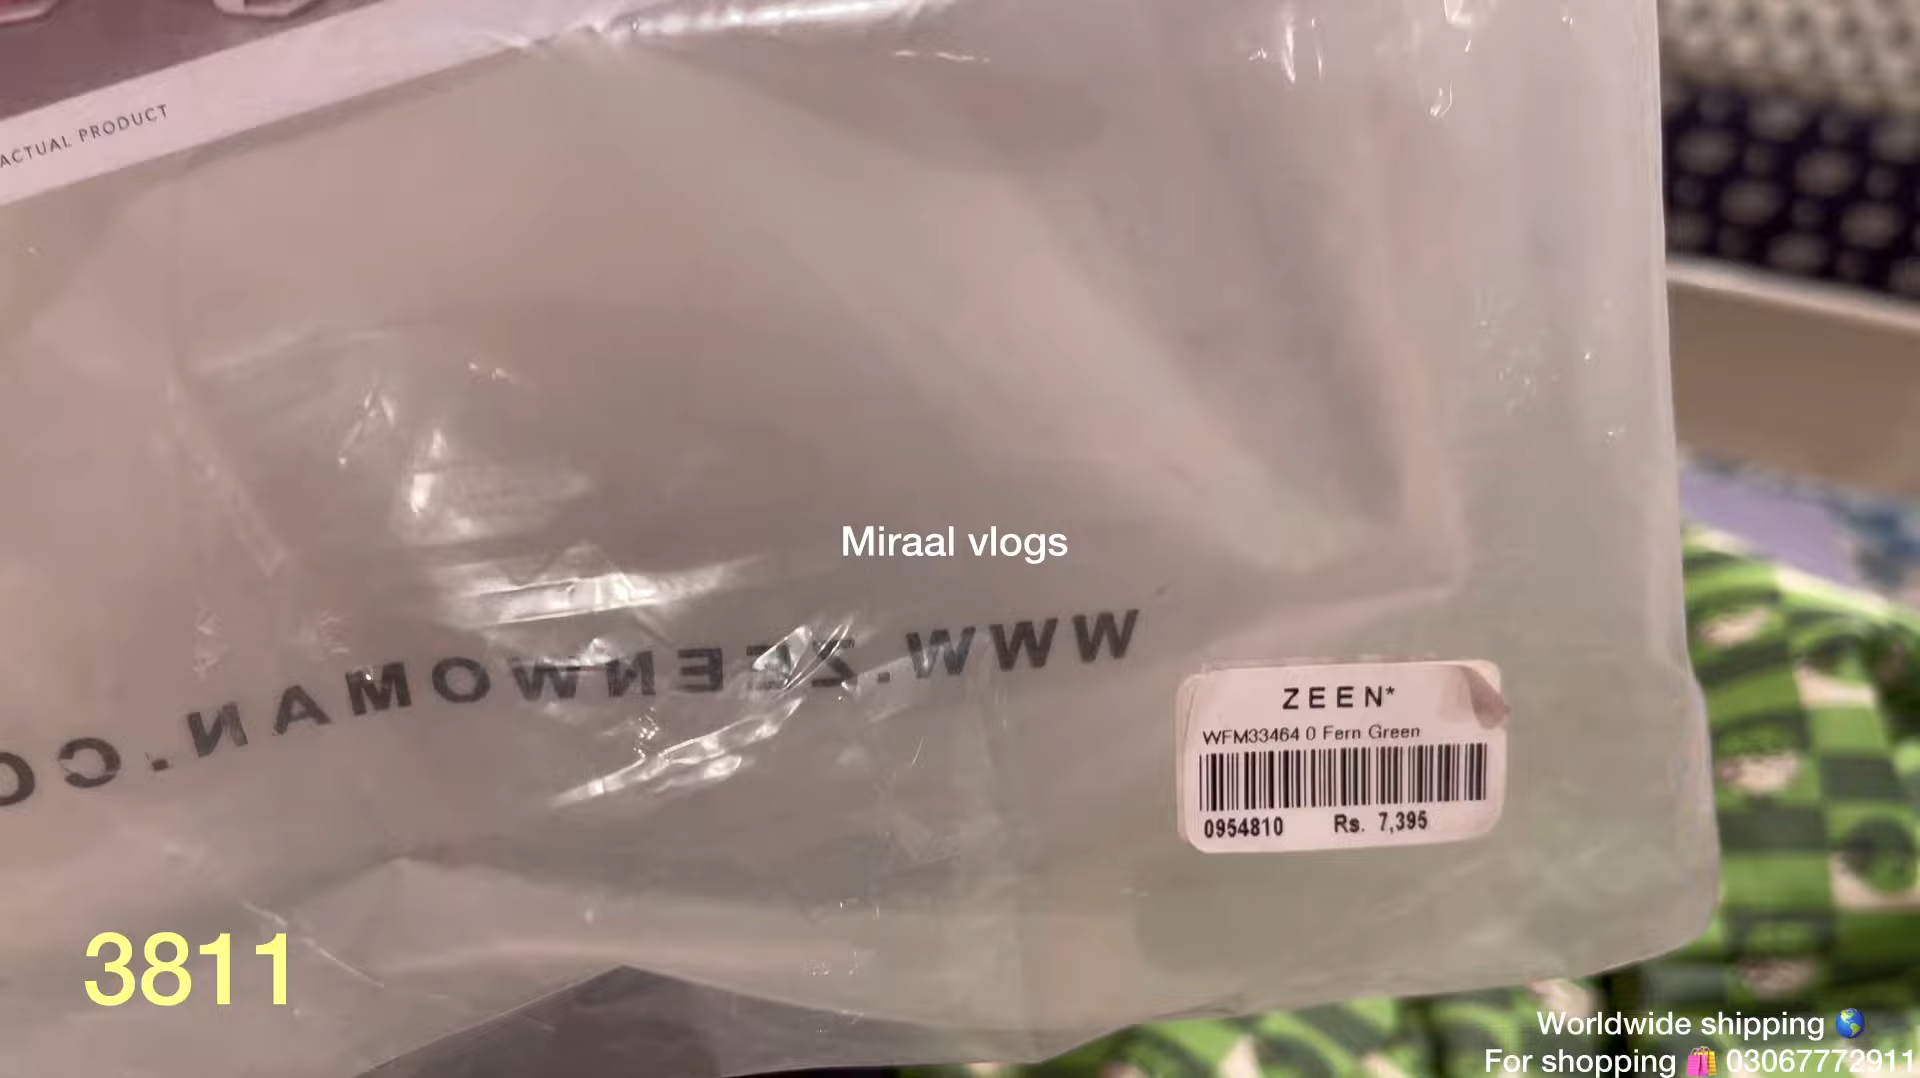 ACTUAL PRODUCT
Miraal vlogs
WWW.ZEENWOMAN.CO
ZEEN*
WFM33464 0 Fern Green
0954810 Rs. 7,395
3811
Worldwide shipping 🌎
For shopping 🛍️ 03067772911